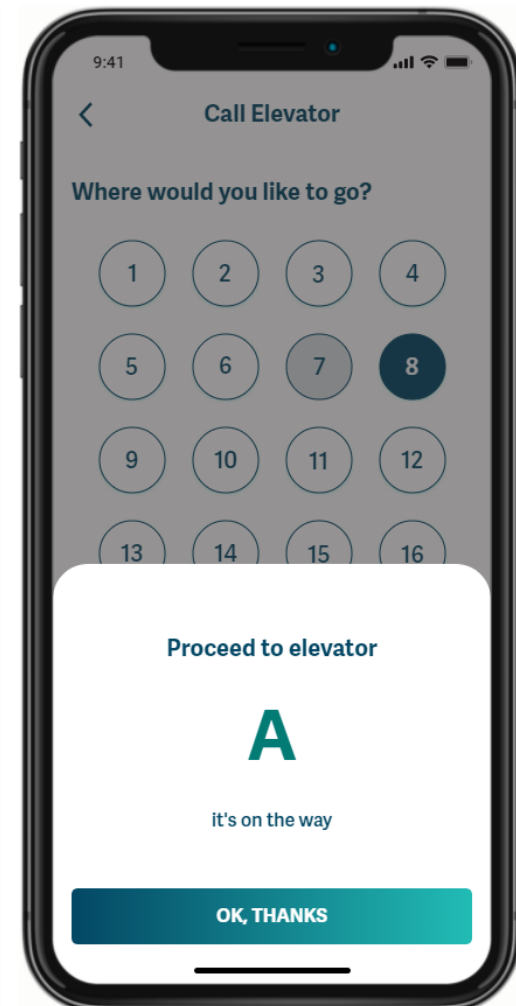 9:41
Call Elevator
Where would you like to go?
1 2 3 4
5 6 7 8
9 10 11 12
13 14 15 16
Proceed to elevator
A
it's on the way
OK, THANKS